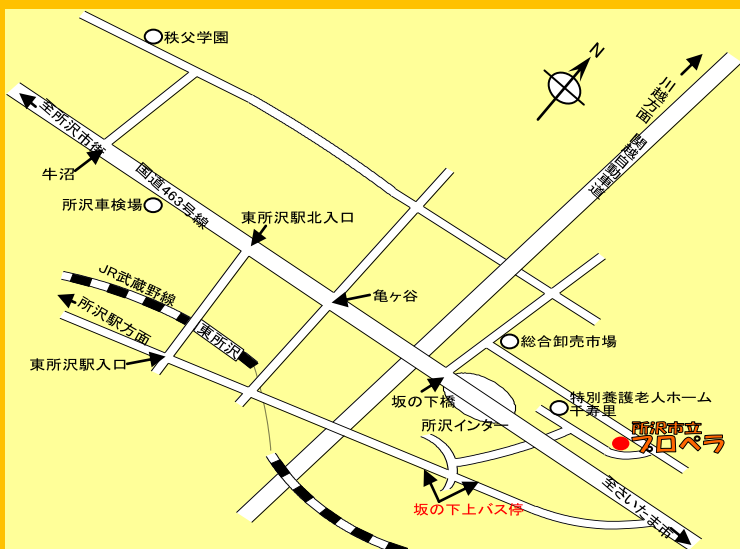 秩父学園
N
川越方面
関越自動車道
至所沢市街
牛沼
国道463号線
所沢車検場
東所沢駅北入口
JR武蔵野線
亀ヶ谷
所沢駅方面
東所沢
東所沢駅入口
総合卸売市場
坂の下橋
特別養護老人ホーム
千寿里
所沢インター
所沢市立
プロペラ
坂の下上バス停
至さいたま市